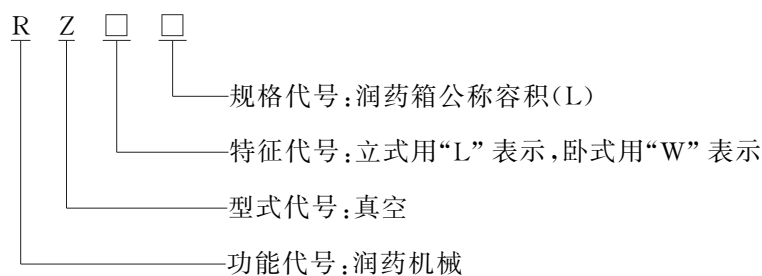 R Z □ □
规格代号:润药箱公称容积(L)
特征代号:立式用“L”表示,卧式用“W”表示
型式代号:真空
功能代号:润药机械